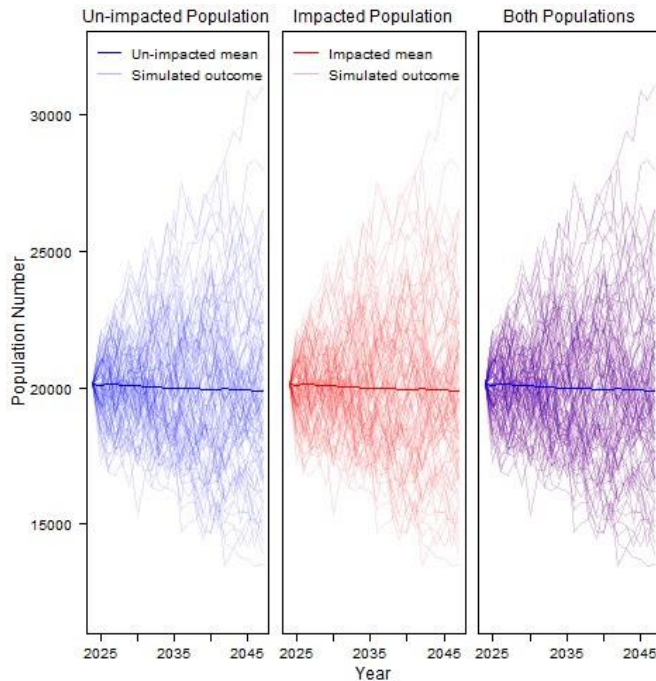 Un-impacted Population
Impacted Population
Both Populations
Un-impacted mean
Simulated outcome
Impacted mean
Simulated outcome
30000
25000
20000
15000
Population Number
2025 2035 2045
2025 2035 2045
2025 2035 2045
Year